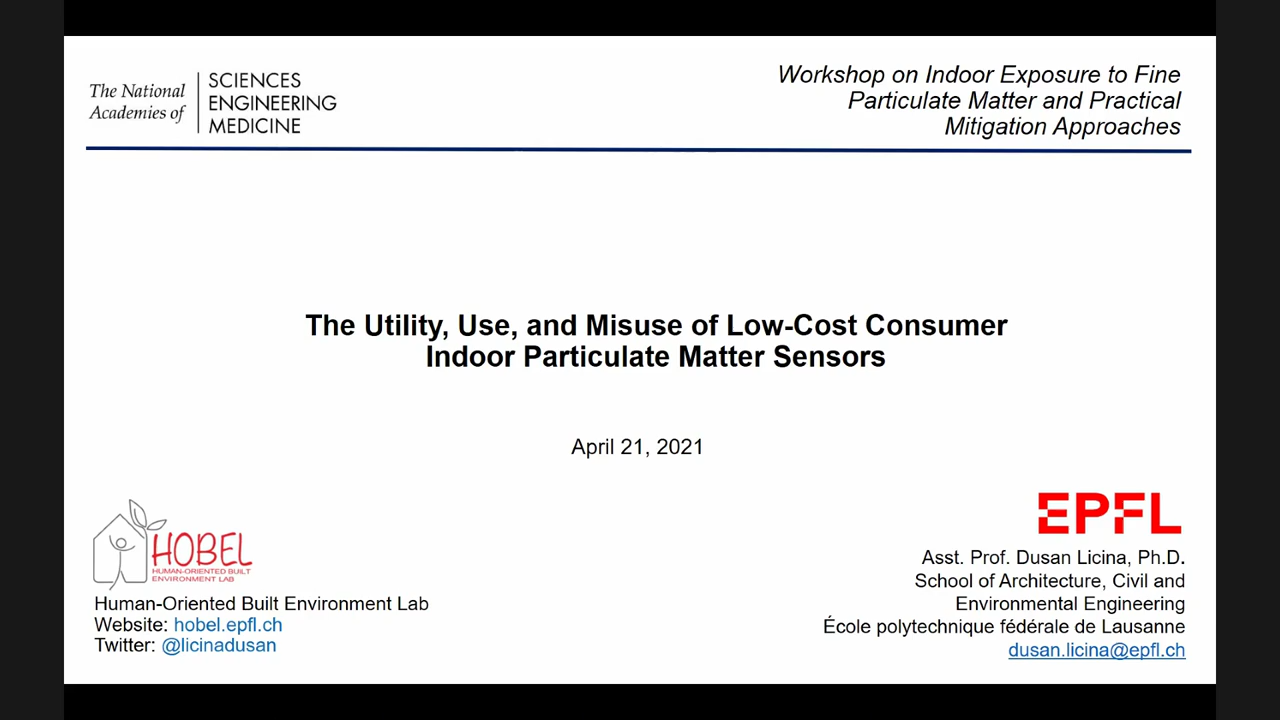 The National
Academies of
SCIENCES
ENGINEERING
MEDICINE
Workshop on Indoor Exposure to Fine
Particulate Matter and Practical
Mitigation Approaches
The Utility, Use, and Misuse of Low-Cost Consumer
Indoor Particulate Matter Sensors
April 21, 2021
HOBEL
HUMAN-ORIENTED BUILT
ENVIRONMENT LAB
Human-Oriented Built Environment Lab
Website: hobel.epfl.ch
Twitter: @licinadusan
EPFL
Asst. Prof. Dusan Licina, Ph.D.
School of Architecture, Civil and
Environmental Engineering
École polytechnique fédérale de Lausanne
dusan.licina@epfl.ch